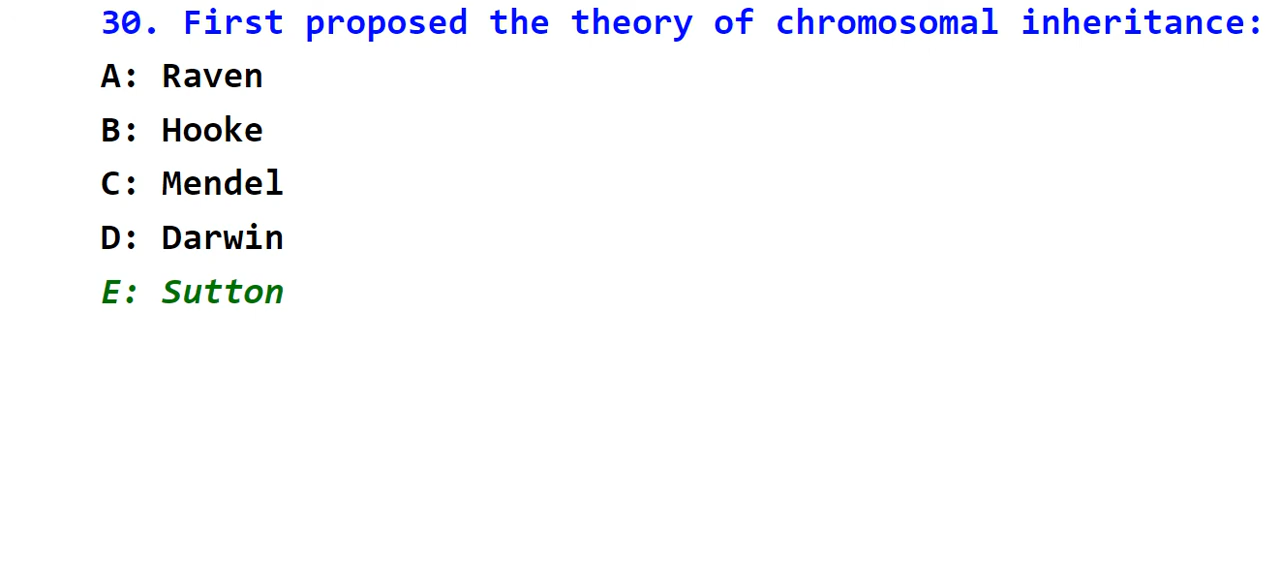 30. First proposed the theory of chromosomal inheritance:
A: Raven
B: Hooke
C: Mendel
D: Darwin
E: Sutton